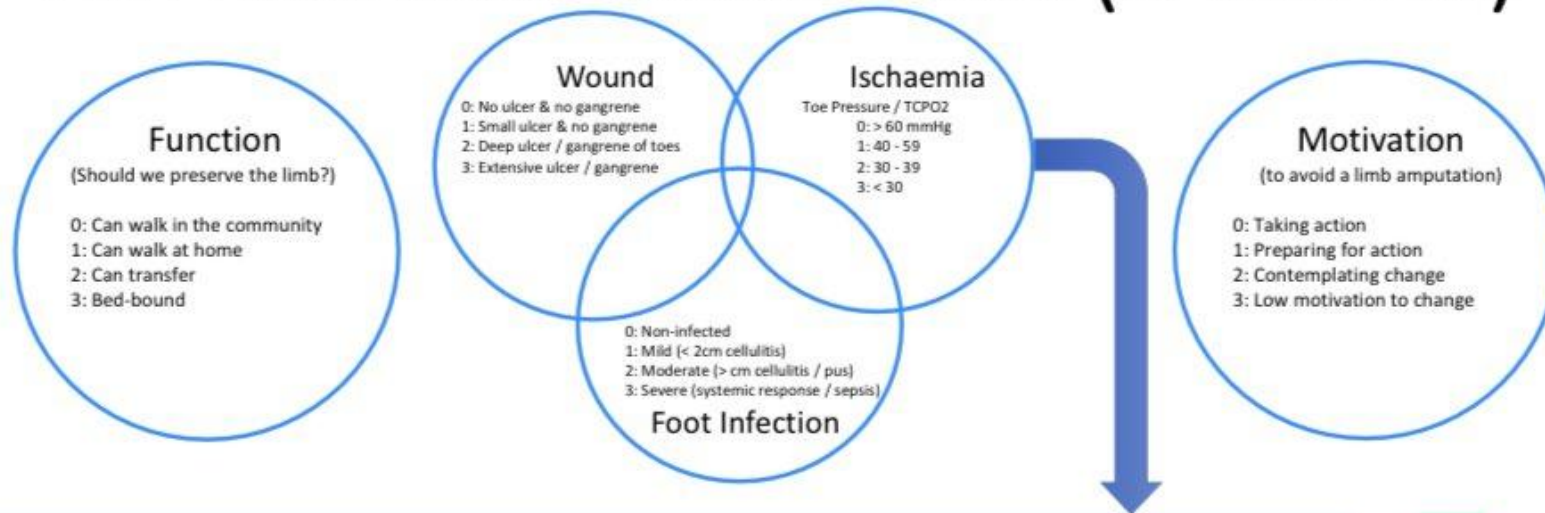 Function
(Should we preserve the limb?)
0: Can walk in the community
1: Can walk at home
2: Can transfer
3: Bed-bound
Wound
0: No ulcer & no gangrene
1: Small ulcer & no gangrene
2: Deep ulcer / gangrene of toes
3: Extensive ulcer / gangrene
Ischaemia
Toe Pressure / TCPO2
0: > 60 mmHg
1: 40 - 59
2: 30 - 39
3: < 30
0: Non-infected
1: Mild (< 2cm cellulitis)
2: Moderate (> cm cellulitis / pus)
3: Severe (systemic response / sepsis)
Foot Infection
Motivation
(to avoid a limb amputation)
0: Taking action
1: Preparing for action
2: Contemplating change
3: Low motivation to change